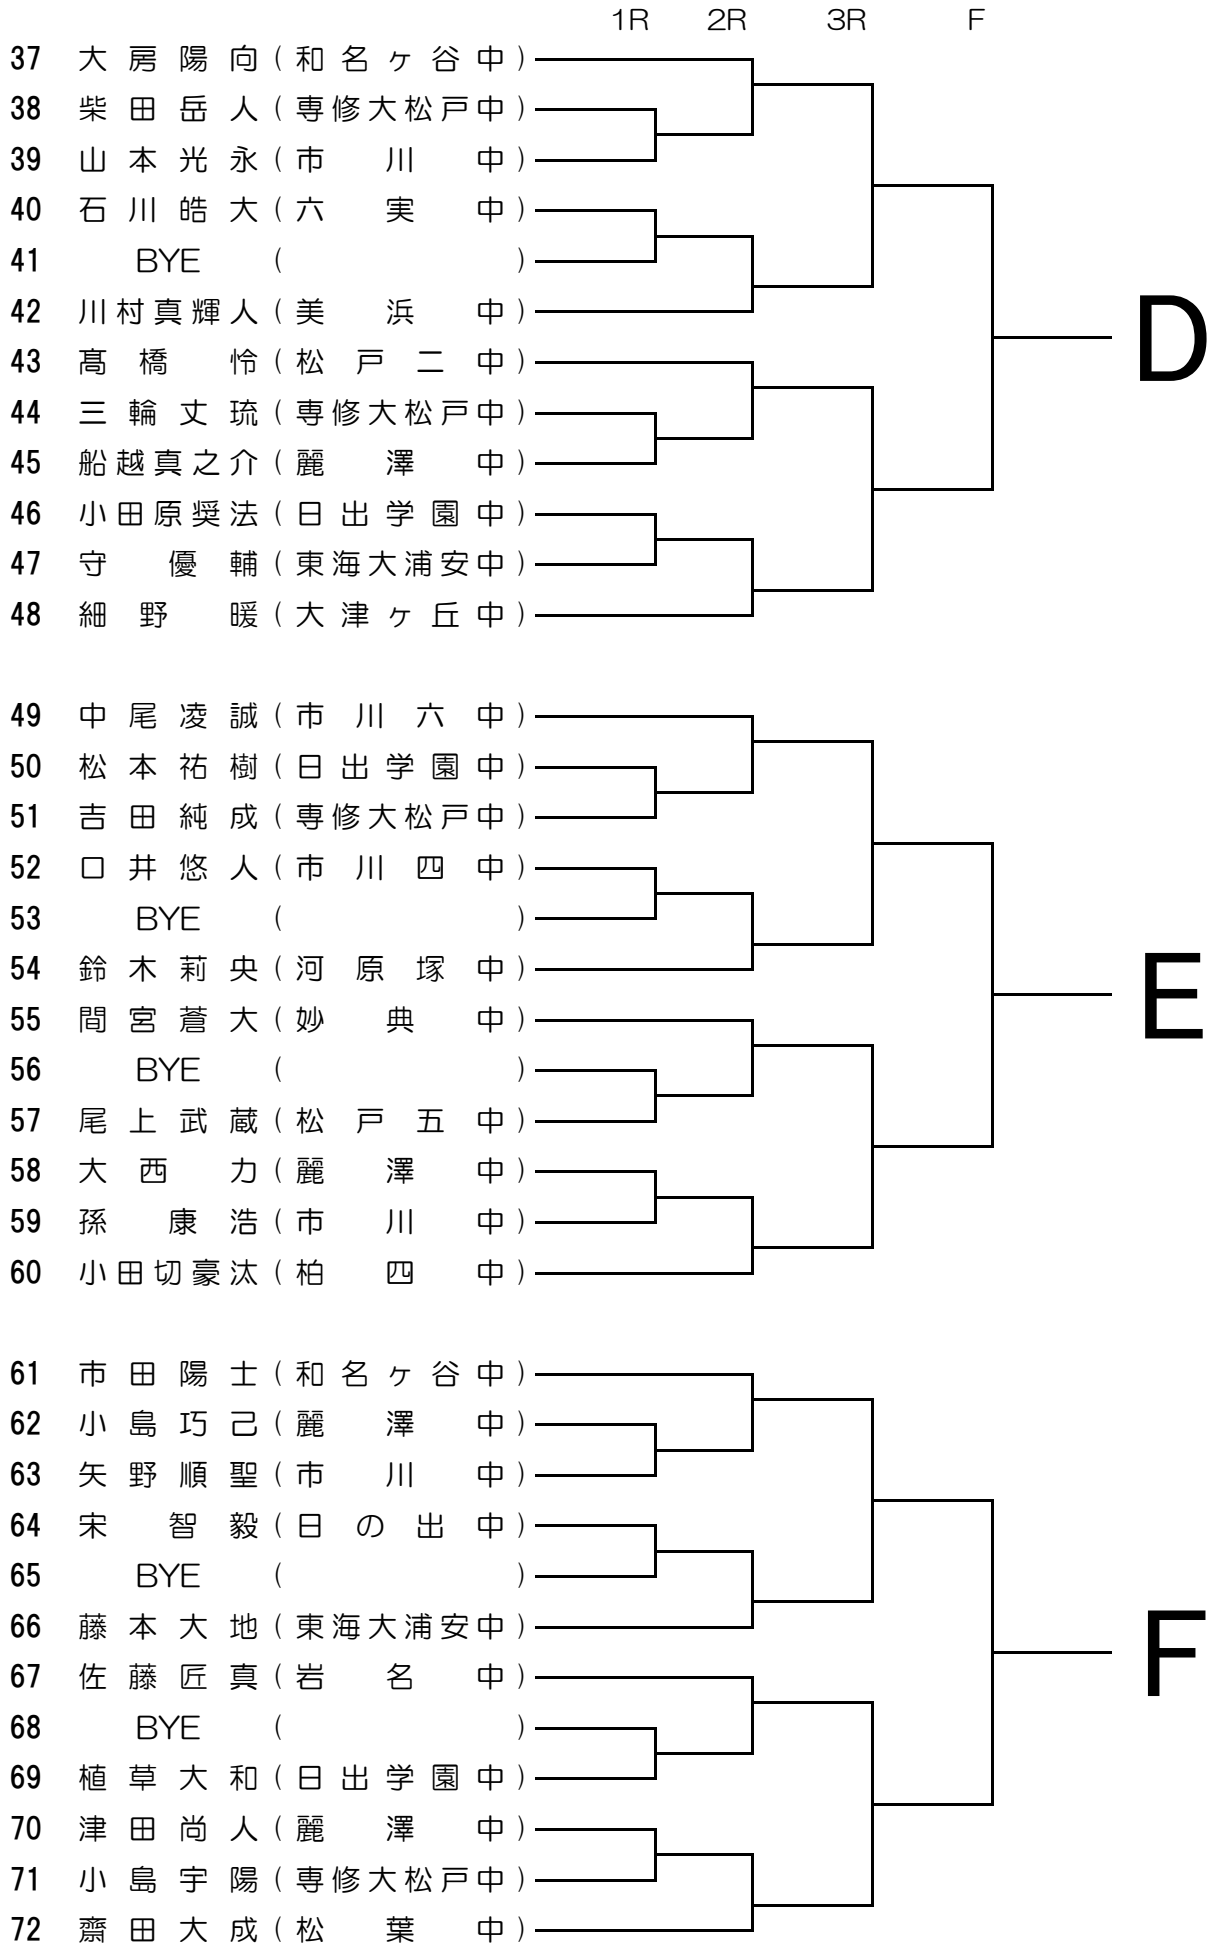 1R 2R 3R F
37 大房陽向(和名ヶ谷中)
38 柴田岳人(専修大松戸中)
39 山本光永(市川中)
40 石川皓大(六実中)
41 BYE ( )
42 川村真輝人(美浜中)
D
43 髙橋怜(松戸二中)
44 三輪丈琉(専修大松戸中)
45 船越真之介(麗澤中)
46 小田原奨法(日出学園中)
47 守優輔(東海大浦安中)
48 細野暖(大津ヶ丘中)
49 中尾凌誠(市川六中)
50 松本祐樹(日出学園中)
51 吉田純成(専修大松戸中)
52 口井悠人(市川四中)
53 BYE ( )
54 鈴木莉央(河原塚中)
E
55 間宮蒼大(妙典中)
56 BYE ( )
57 尾上武蔵(松戸五中)
58 大西力(麗澤中)
59 孫康浩(市川中)
60 小田切豪汰(柏四中)
61 市田陽士(和名ヶ谷中)
62 小島巧己(麗澤中)
63 矢野順聖(市川中)
64 宋智毅(日の出中)
65 BYE ( )
66 藤本大地(東海大浦安中)
F
67 佐藤匠真(岩名中)
68 BYE ( )
69 植草大和(日出学園中)
70 津田尚人(麗澤中)
71 小島宇陽(専修大松戸中)
72 齋田大成(松葉中)